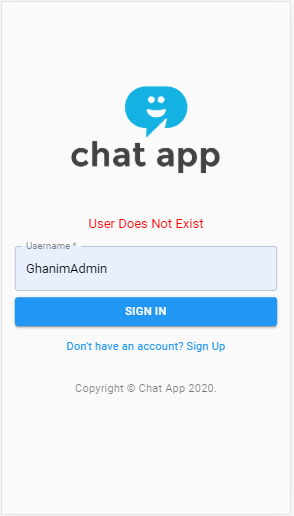 chat app
User Does Not Exist
Username *
GhanimAdmin
SIGN IN
Don't have an account? Sign Up
Copyright © Chat App 2020.